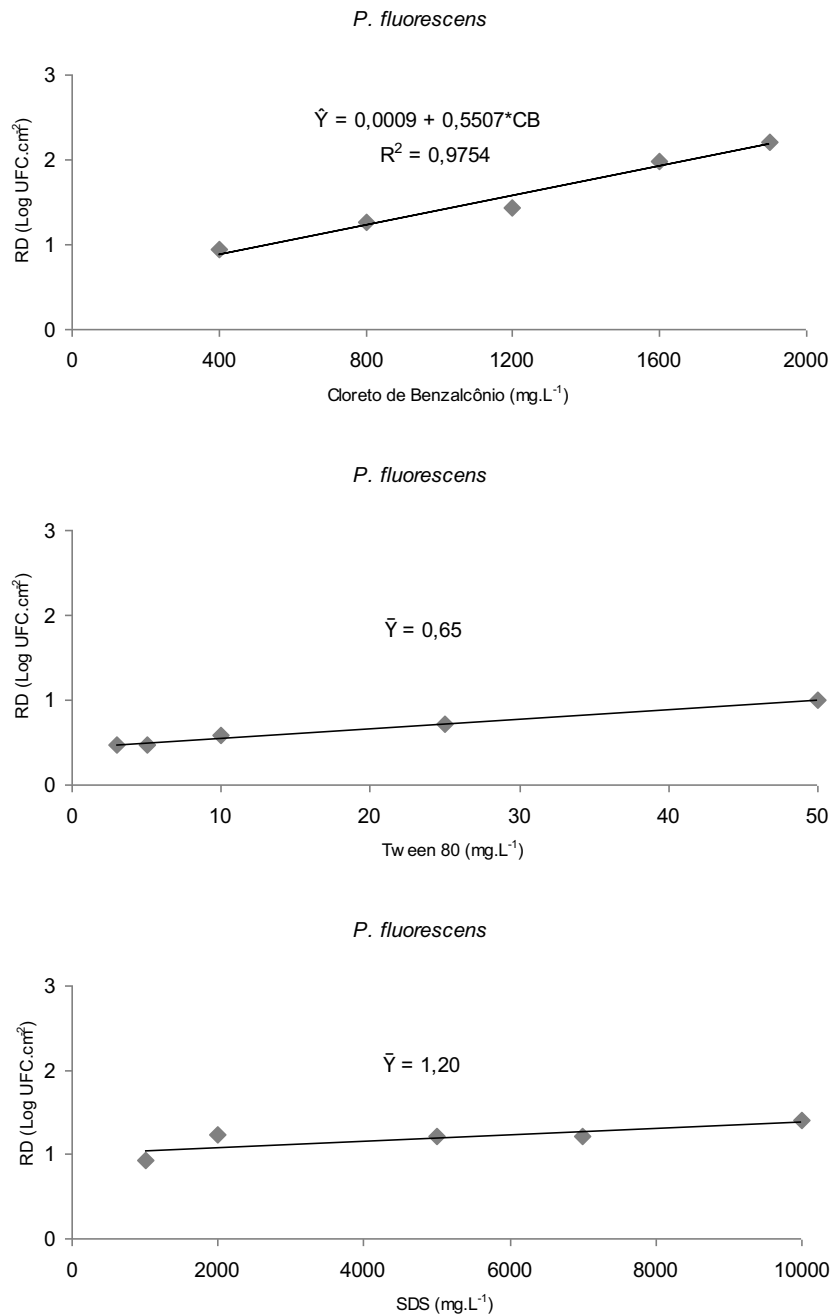 P. fluorescens
3
2
1
0
RD (Log UFC.cm²)
Ŷ = 0,0009 + 0,5507*CB
R² = 0,9754
0 400 800 1200 1600 2000
Cloreto de Benzalcônio (mg.L⁻¹)
P. fluorescens
3
2
1
0
RD (Log UFC.cm²)
Ȳ = 0,65
0 10 20 30 40 50
Tween 80 (mg.L⁻¹)
P. fluorescens
3
2
1
0
RD (Log UFC.cm²)
Ȳ = 1,20
0 2000 4000 6000 8000 10000
SDS (mg.L⁻¹)